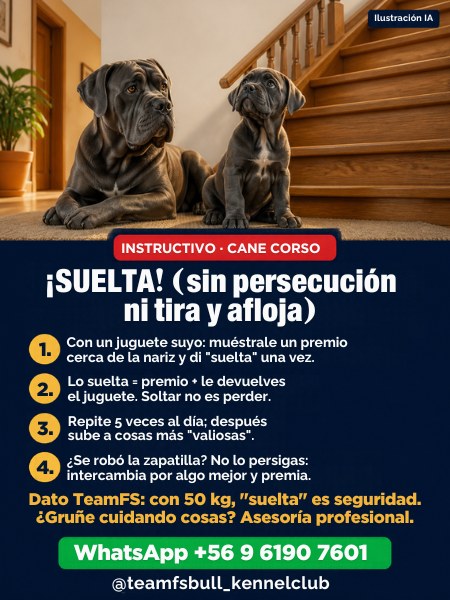 Ilustración IA
INSTRUCTIVO · CANE CORSO
¡SUELTA! (sin persecución
ni tira y afloja)
1. Con un juguete suyo: muéstrale un premio
cerca de la nariz y di "suelta" una vez.
2. Lo suelta = premio + le devuelves
el juguete. Soltar no es perder.
3. Repite 5 veces al día; después
sube a cosas más "valiosas".
4. ¿Se robó la zapatilla? No lo persigas:
intercambia por algo mejor y premia.
Dato TeamFS: con 50 kg, "suelta" es seguridad.
¿Gruñe cuidando cosas? Asesoría profesional.
WhatsApp +56 9 6190 7601
@teamfsbull_kennelclub